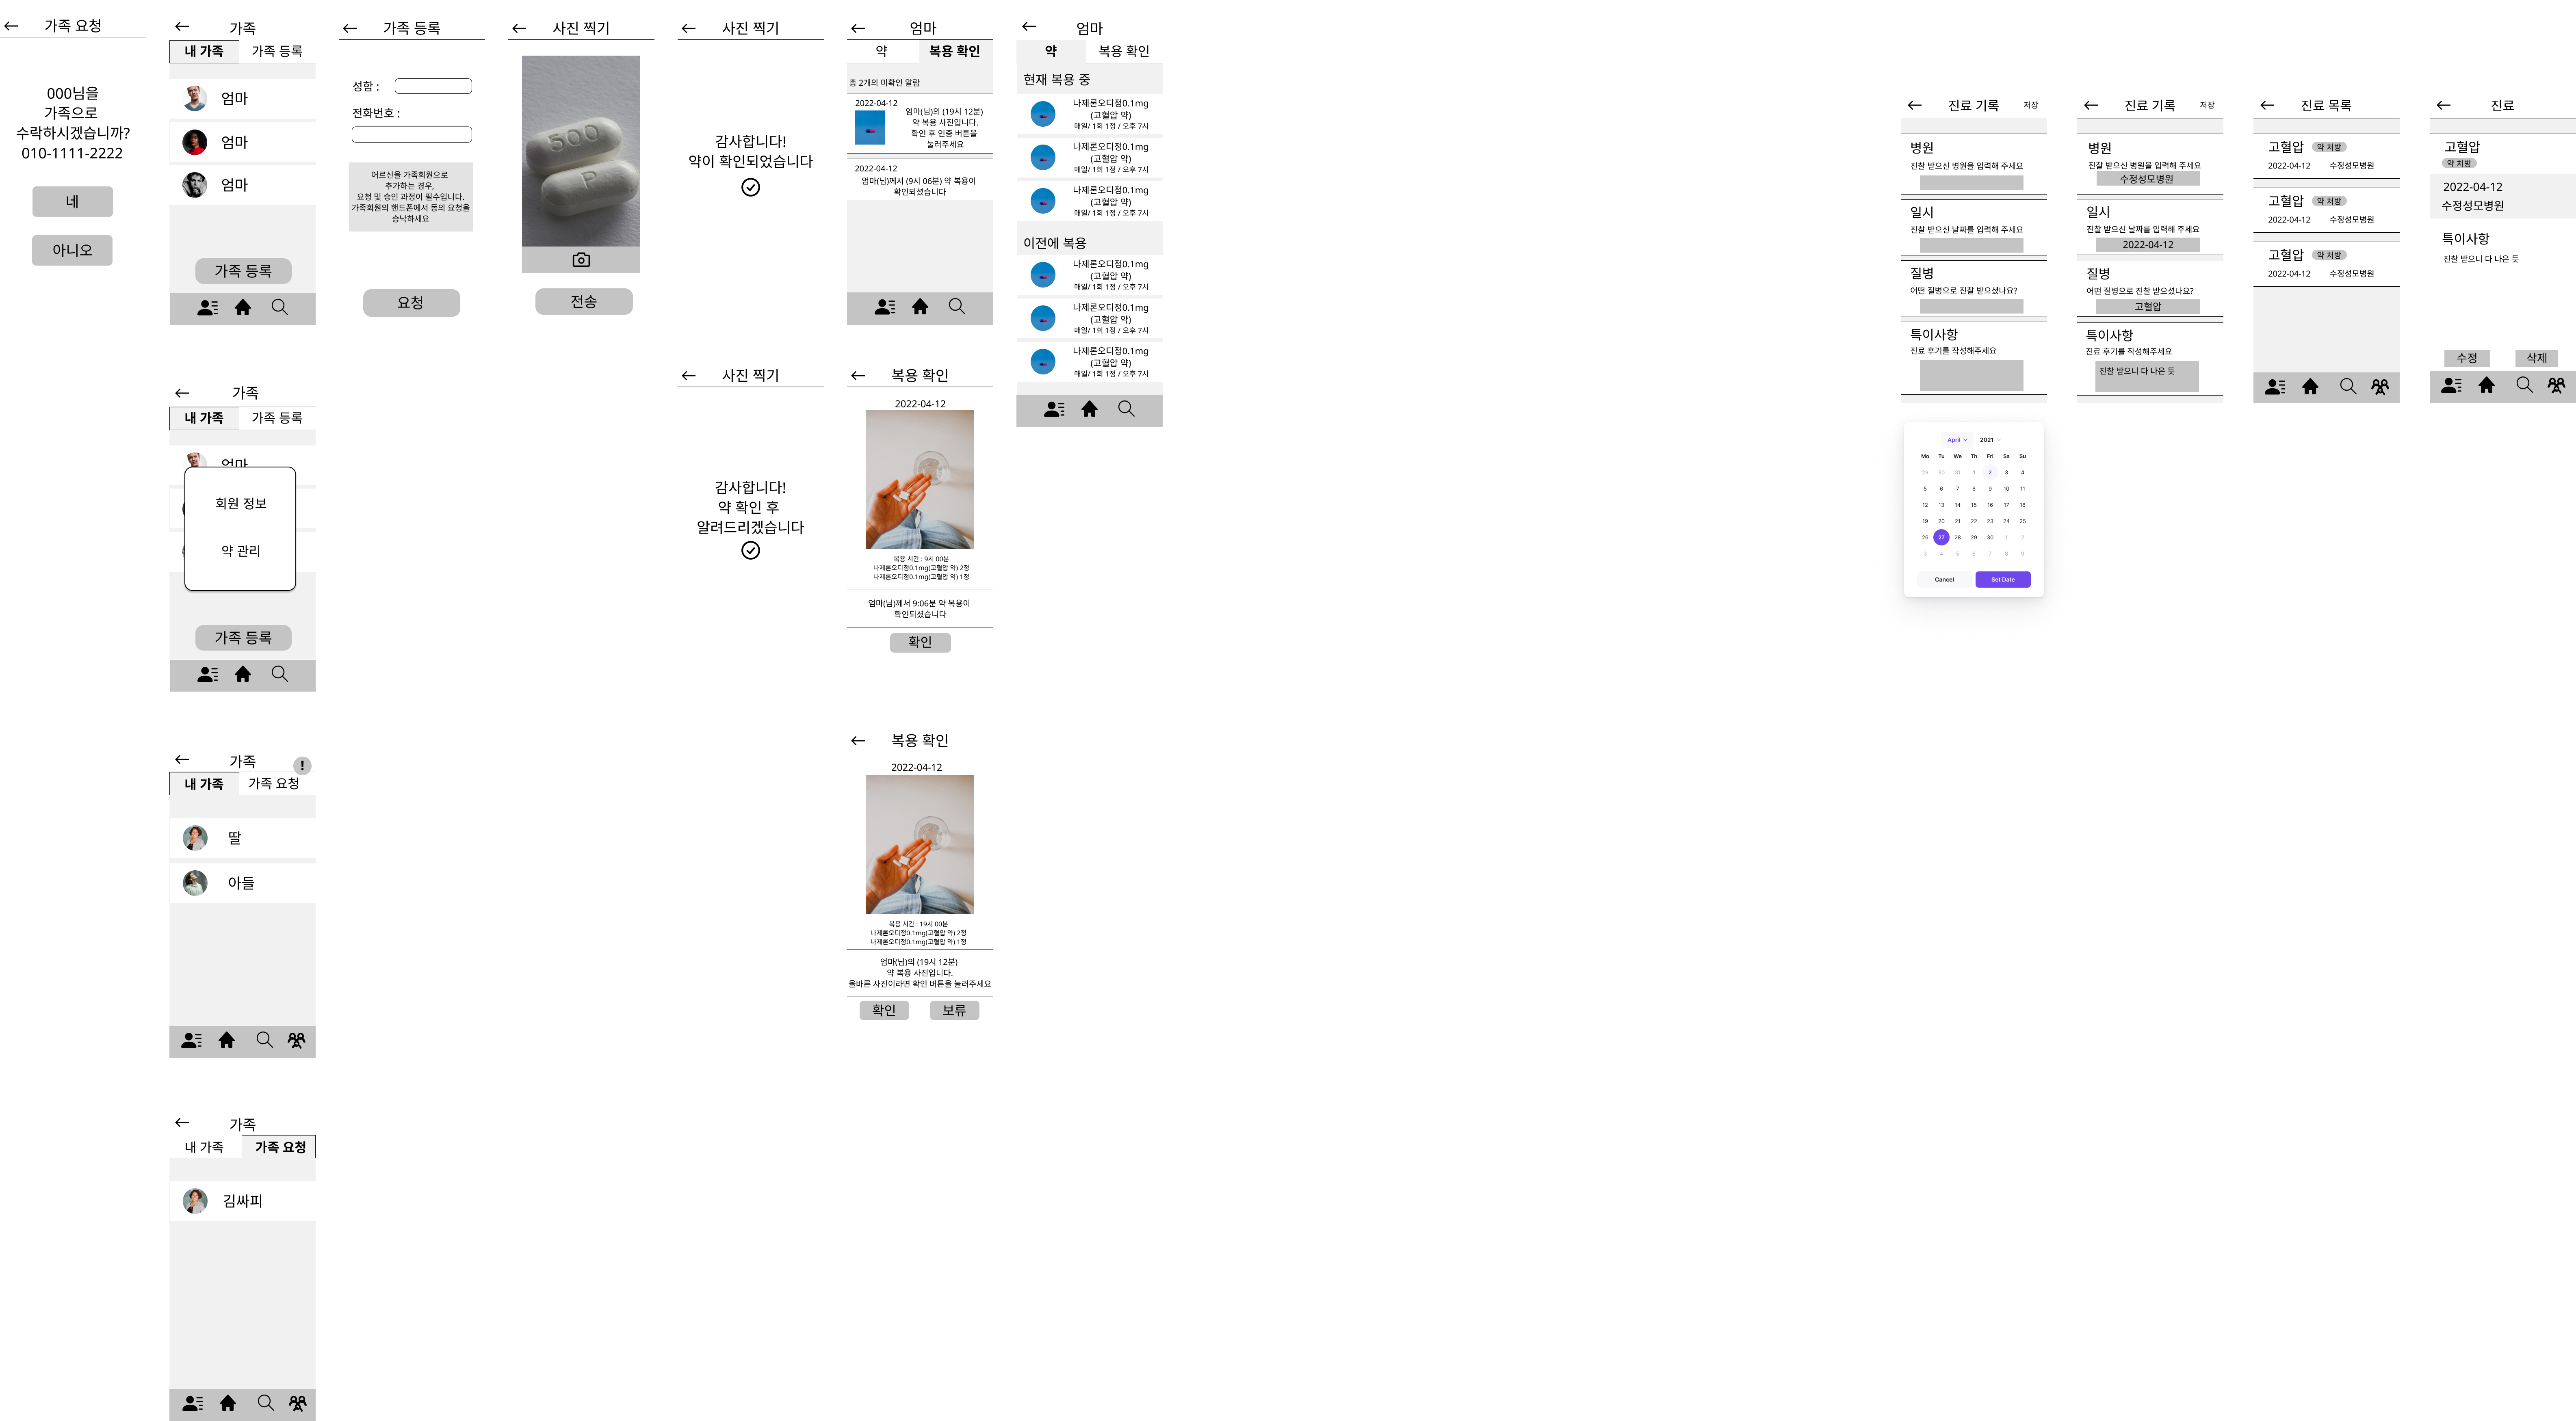 가족 요청
000님을
가족으로
수락하시겠습니까?
010-1111-2222
네
아니오
가족
내 가족 가족 등록
엄마
엄마
엄마
가족 등록
가족 등록
성함 :
전화번호 :
어르신을 가족회원으로
추가하는 경우,
요청 및 승인 과정이 필수입니다.
가족회원의 핸드폰에서 동의 요청을
승낙하세요
요청
사진 찍기
500
P
전송
사진 찍기
감사합니다!
약이 확인되었습니다
엄마
약 복용 확인
총 2개의 미확인 알람
2022-04-12
엄마(님)의 (19시 12분)
약 복용 사진입니다.
확인 후 인증 버튼을
눌러주세요
2022-04-12
엄마(님)께서 (9시 06분) 약 복용이
확인되셨습니다
엄마
약 복용 확인
현재 복용 중
나제론오디정0.1mg
(고혈압 약)
매일/ 1회 1정 / 오후 7시
나제론오디정0.1mg
(고혈압 약)
매일/ 1회 1정 / 오후 7시
나제론오디정0.1mg
(고혈압 약)
매일/ 1회 1정 / 오후 7시
이전에 복용
나제론오디정0.1mg
(고혈압 약)
매일/ 1회 1정 / 오후 7시
나제론오디정0.1mg
(고혈압 약)
매일/ 1회 1정 / 오후 7시
나제론오디정0.1mg
(고혈압 약)
매일/ 1회 1정 / 오후 7시
진료 기록 저장
병원
진찰 받으신 병원을 입력해 주세요
일시
진찰 받으신 날짜를 입력해 주세요
질병
어떤 질병으로 진찰 받으셨나요?
특이사항
진료 후기를 작성해주세요
진료 기록 저장
병원
진찰 받으신 병원을 입력해 주세요
수정성모병원
일시
진찰 받으신 날짜를 입력해 주세요
2022-04-12
질병
어떤 질병으로 진찰 받으셨나요?
고혈압
특이사항
진료 후기를 작성해주세요
진찰 받으니 다 나은 듯
진료 목록
고혈압 약 처방
2022-04-12 수정성모병원
고혈압 약 처방
2022-04-12 수정성모병원
고혈압 약 처방
2022-04-12 수정성모병원
진료
고혈압
약 처방
2022-04-12
수정성모병원
특이사항
진찰 받으니 다 나은 듯
수정 삭제
가족
내 가족 가족 등록
엄마
회원 정보
약 관리
가족 등록
사진 찍기
감사합니다!
약 확인 후
알려드리겠습니다
복용 확인
2022-04-12
복용 시간 : 9시 00분
나제론오디정0.1mg(고혈압 약) 2정
나제론오디정0.1mg(고혈압 약) 1정
엄마(님)께서 9:06분 약 복용이
확인되셨습니다
확인
April 2021
Mo Tu We Th Fri Sa Su
29 30 31 1 2 3 4
5 6 7 8 9 10 11
12 13 14 15 16 17 18
19 20 21 22 23 24 25
26 27 28 29 30 1 2
3 4 5 6 7 8 9
Cancel Set Date
가족
!
내 가족 가족 요청
딸
아들
복용 확인
2022-04-12
복용 시간 : 19시 00분
나제론오디정0.1mg(고혈압 약) 2정
나제론오디정0.1mg(고혈압 약) 1정
엄마(님)의 (19시 12분)
약 복용 사진입니다.
올바른 사진이라면 확인 버튼을 눌러주세요
확인 보류
가족
내 가족 가족 요청
김싸피